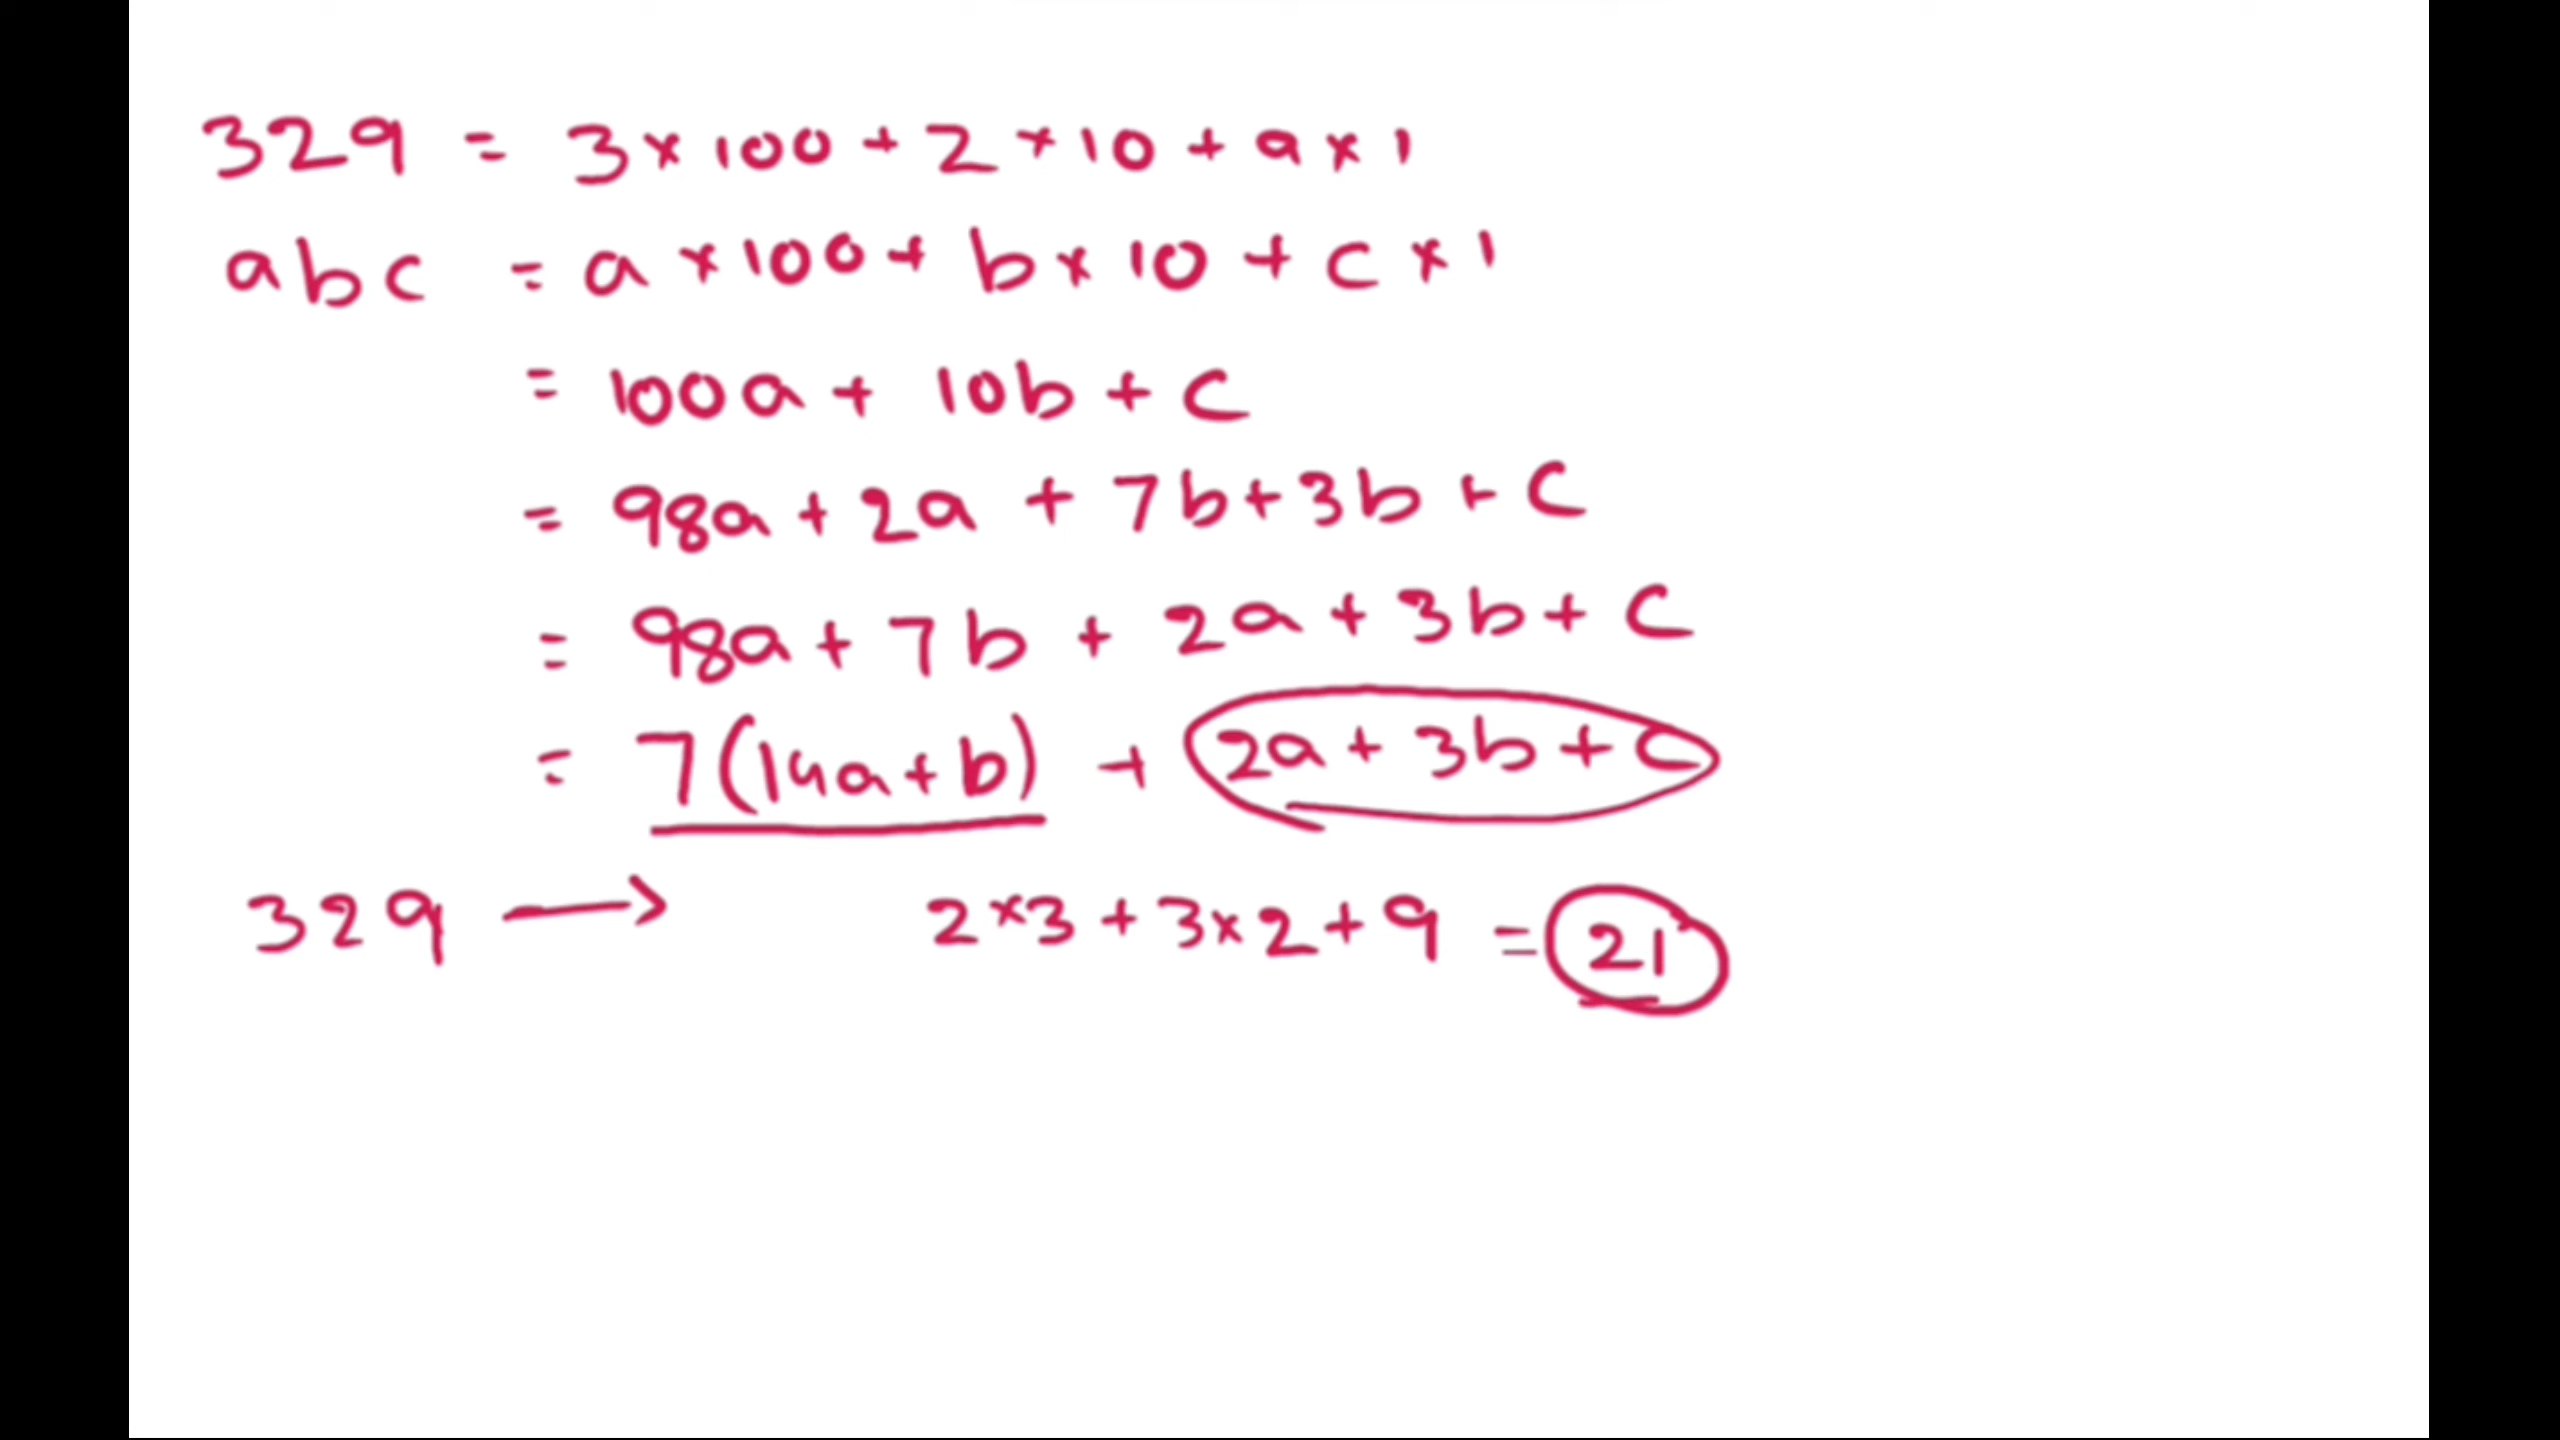 329 = 3 × 100 + 2 × 10 + 9 × 1
abc = a × 100 + b × 10 + c × 1
= 100a + 10b + c
= 98a + 2a + 7b + 3b + c
= 98a + 7b + 2a + 3b + c
= 7(14a + b) + 2a + 3b + c
329 → 2 × 3 + 3 × 2 + 9 = 21